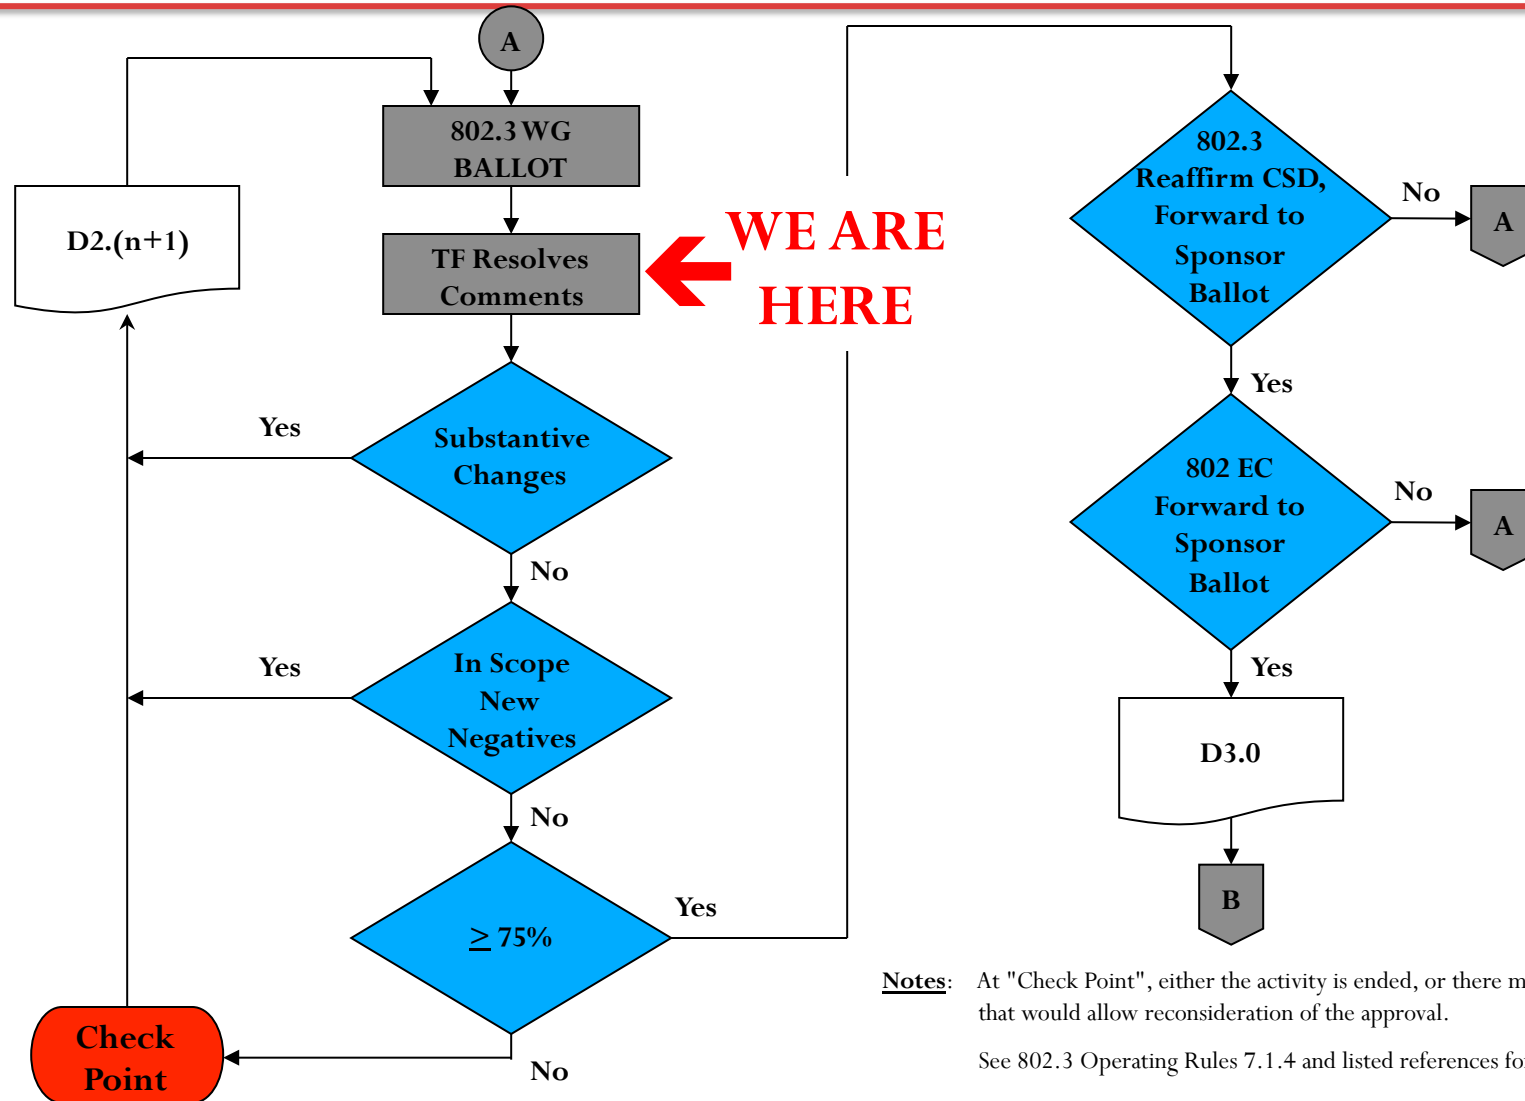 A
802.3 WG
BALLOT
D2.(n+1)
TF Resolves
Comments
WE ARE
HERE
Yes
Substantive
Changes
No
Yes
In Scope
New
Negatives
No
≥ 75%
Yes
No
Check
Point
802.3
Reaffirm CSD,
Forward to
Sponsor
Ballot
No
A
Yes
802 EC
Forward to
Sponsor
Ballot
No
A
Yes
D3.0
B
Notes: At "Check Point", either the activity is ended, or there
that would allow reconsideration of the approval.
See 802.3 Operating Rules 7.1.4 and listed references